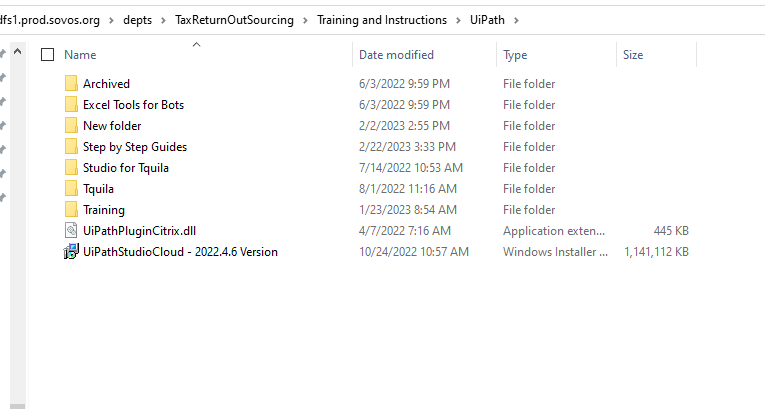 dfs1.prod.sovos.org > depts > TaxReturnOutSourcing > Training and Instructions > UiPath >
Name Date modified Type Size
Archived 6/3/2022 9:59 PM File folder
Excel Tools for Bots 6/3/2022 9:59 PM File folder
New folder 2/2/2023 2:55 PM File folder
Step by Step Guides 2/22/2023 3:33 PM File folder
Studio for Tquila 7/14/2022 10:53 AM File folder
Tquila 8/1/2022 11:16 AM File folder
Training 1/23/2023 8:54 AM File folder
UiPathPluginCitrix.dll 4/7/2022 7:16 AM Application exten... 445 KB
UiPathStudioCloud - 2022.4.6 Version 10/24/2022 10:57 AM Windows Installer ... 1,141,112 KB